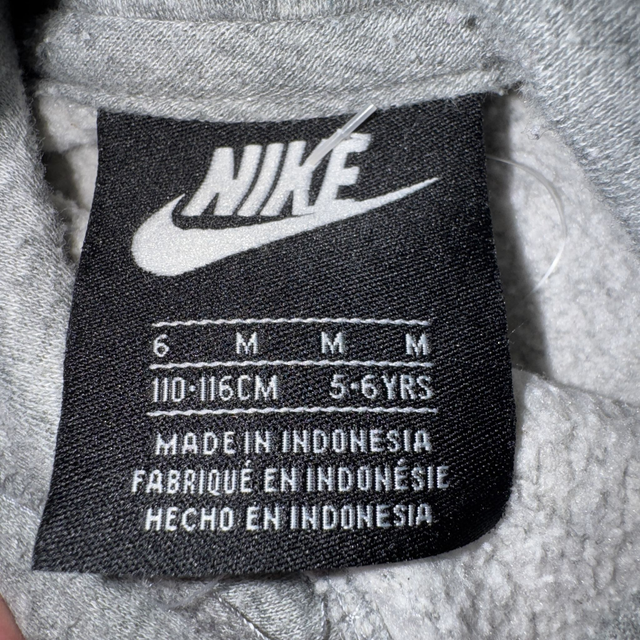 NIKE
6 M M M
110-116CM 5-6YRS
MADE IN INDONESIA
FABRIQUÉ EN INDONÉSIE
HECHO EN INDONESIA